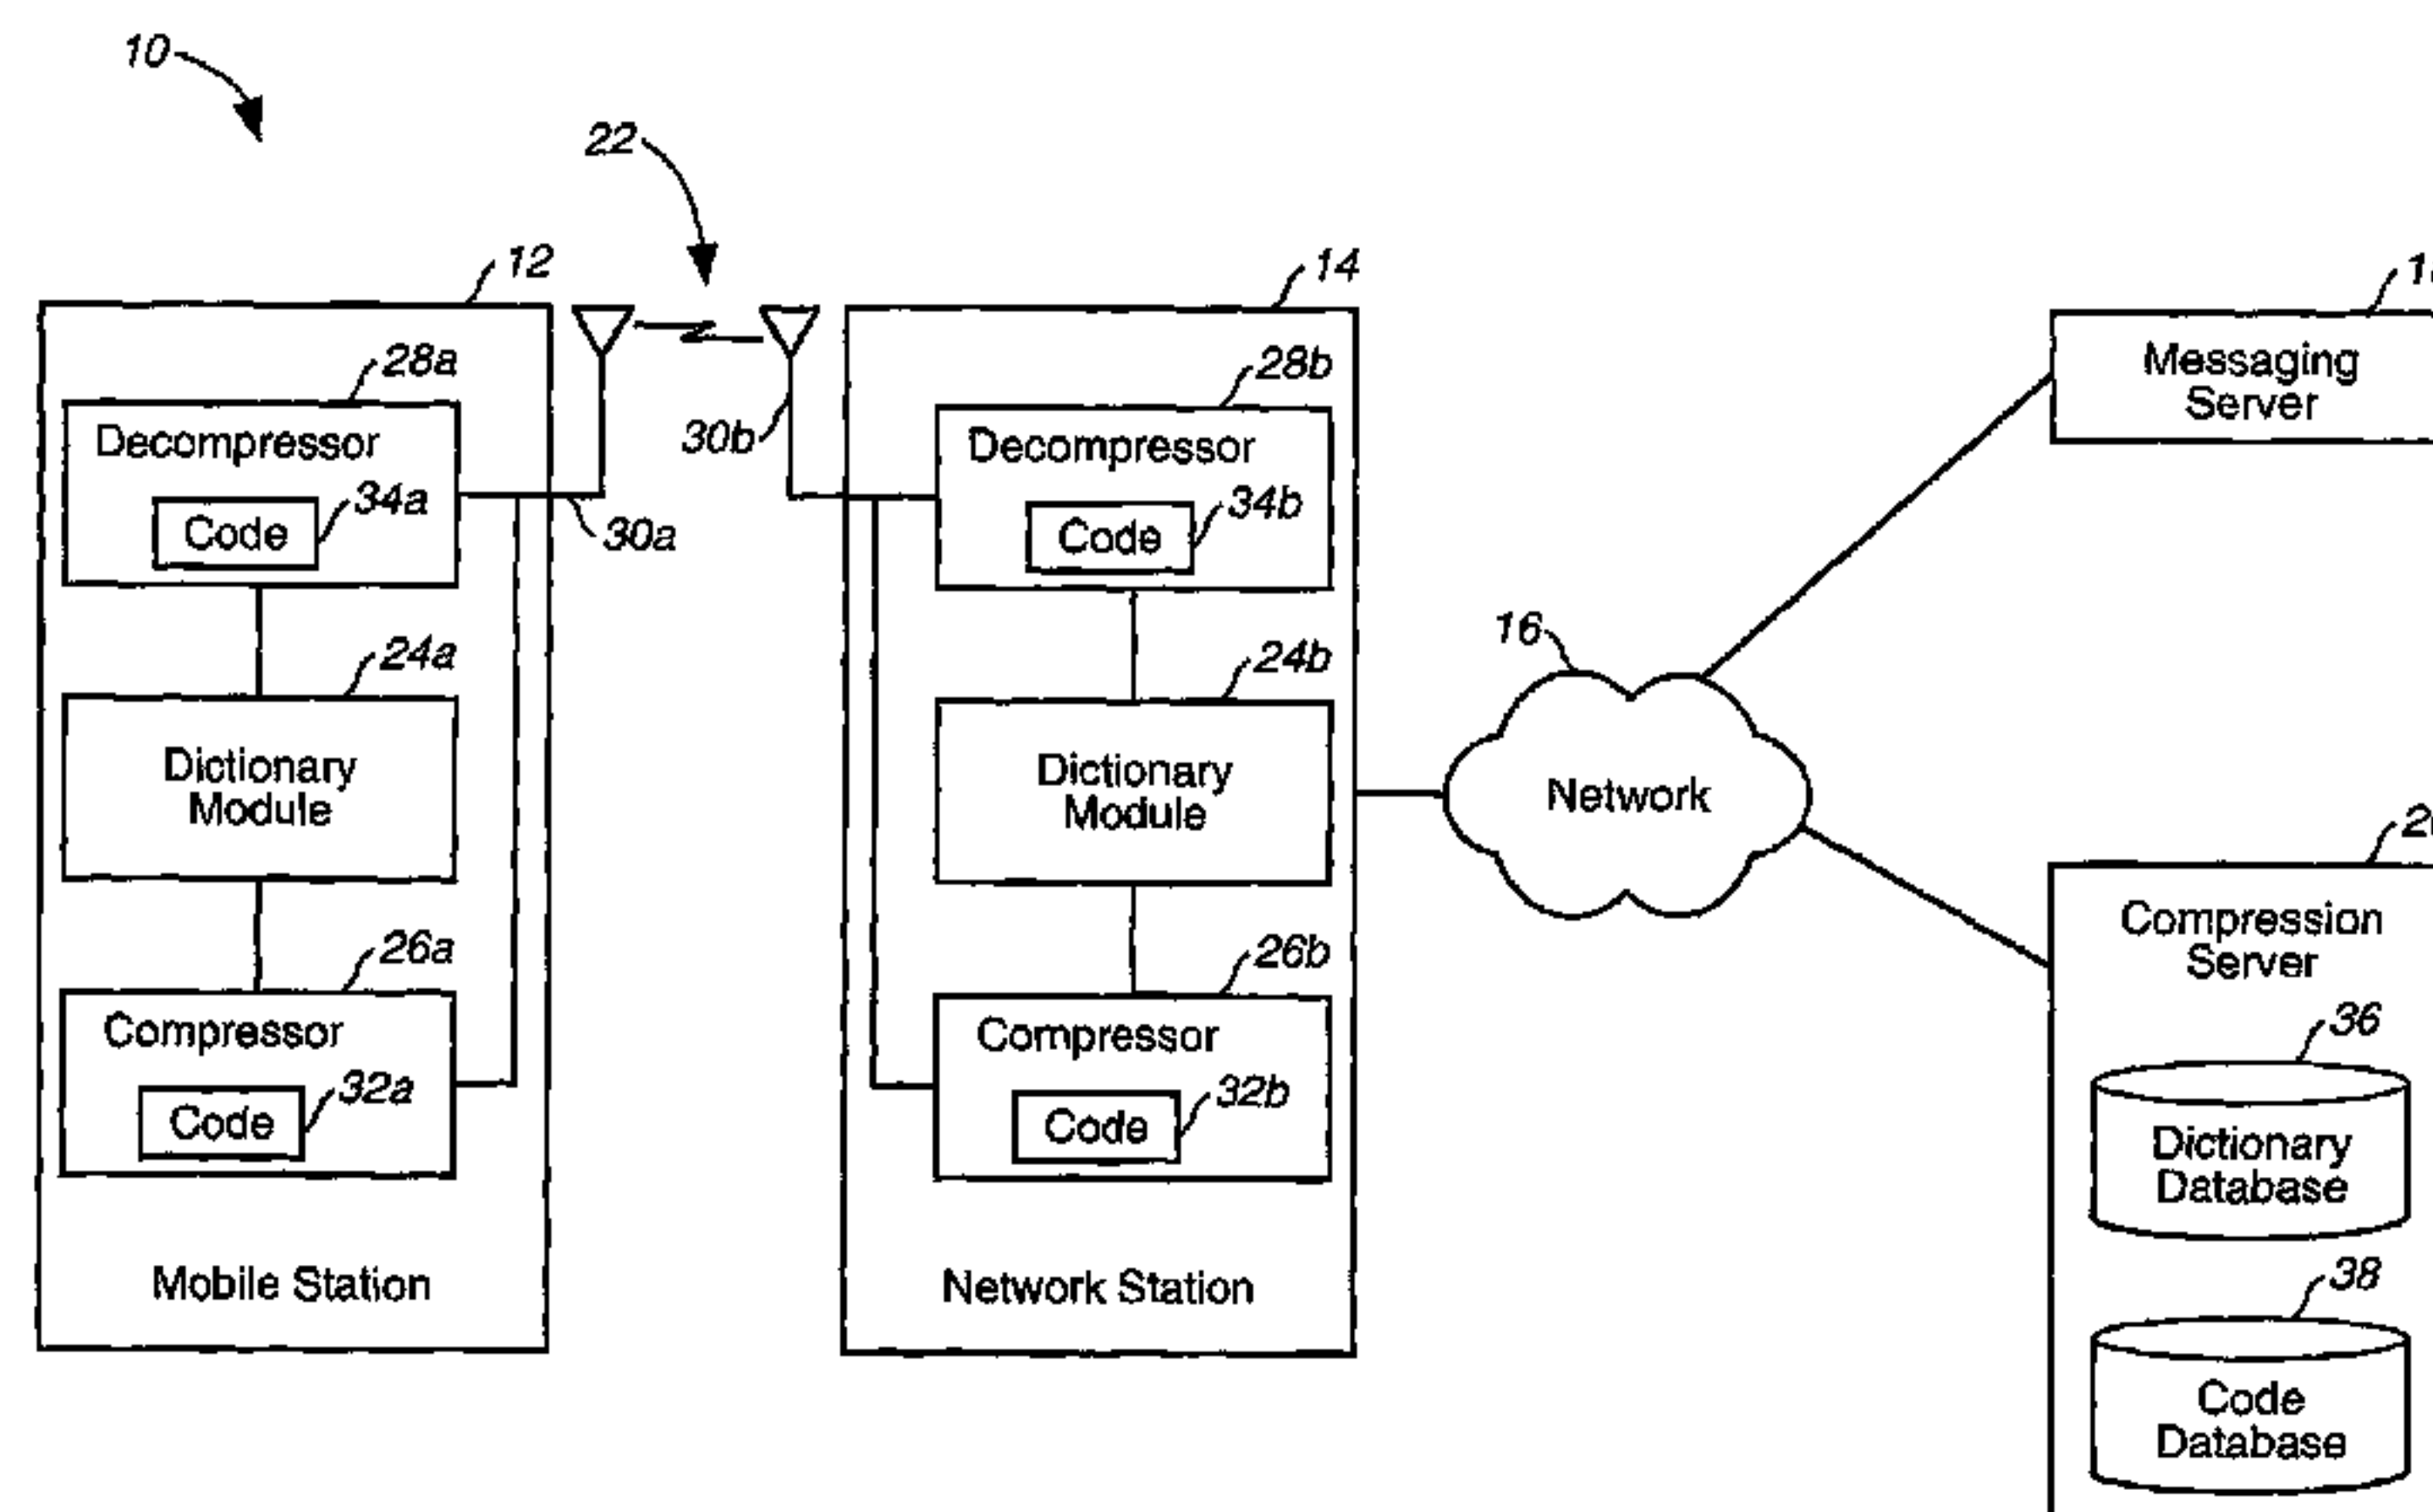 10
22
12
14
28a
28b
Messaging
Server
Decompressor
30b
Decompressor
34a
34b
Code
30a
Code
16
24a
24b
Dictionary
Module
Dictionary
Module
Network
26a
26b
Compression
Server
Compressor
Compressor
36
32a
32b
Code
Code
Dictionary
Database
Mobile Station
Network Station
38
Code
Database